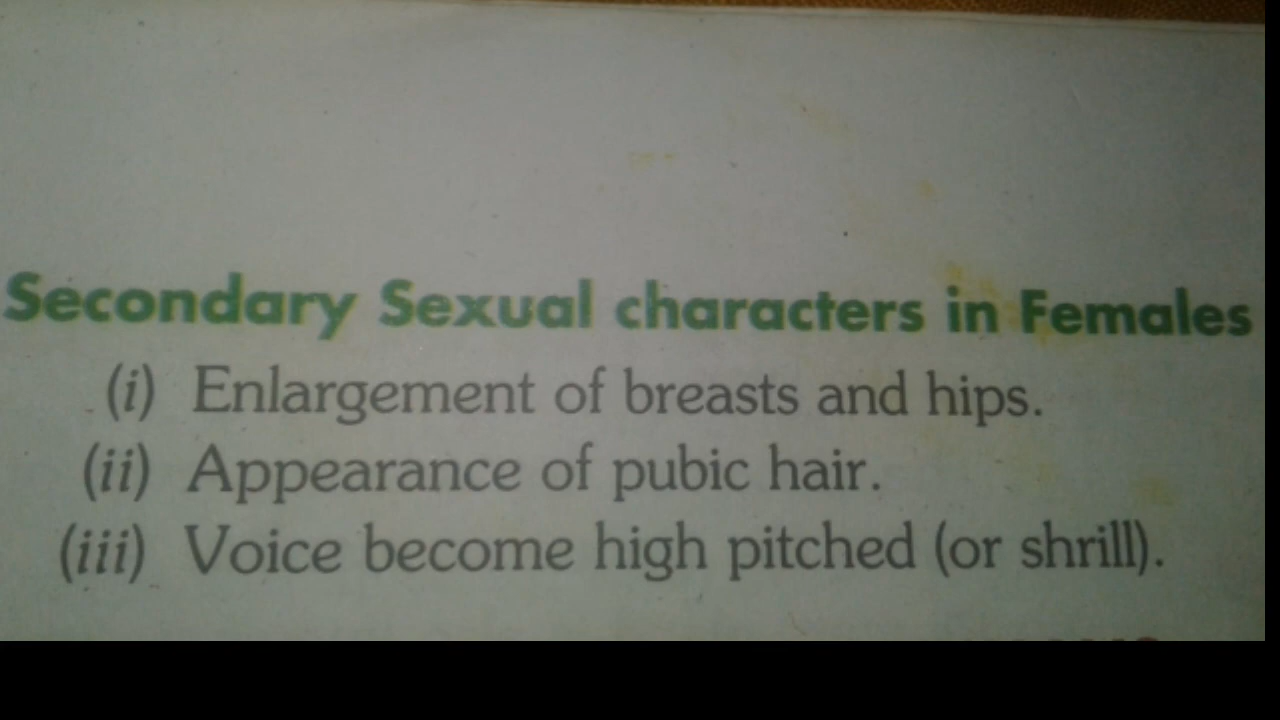 Secondary Sexual characters in Females
(i) Enlargement of breasts and hips.
(ii) Appearance of pubic hair.
(iii) Voice become high pitched (or shrill).